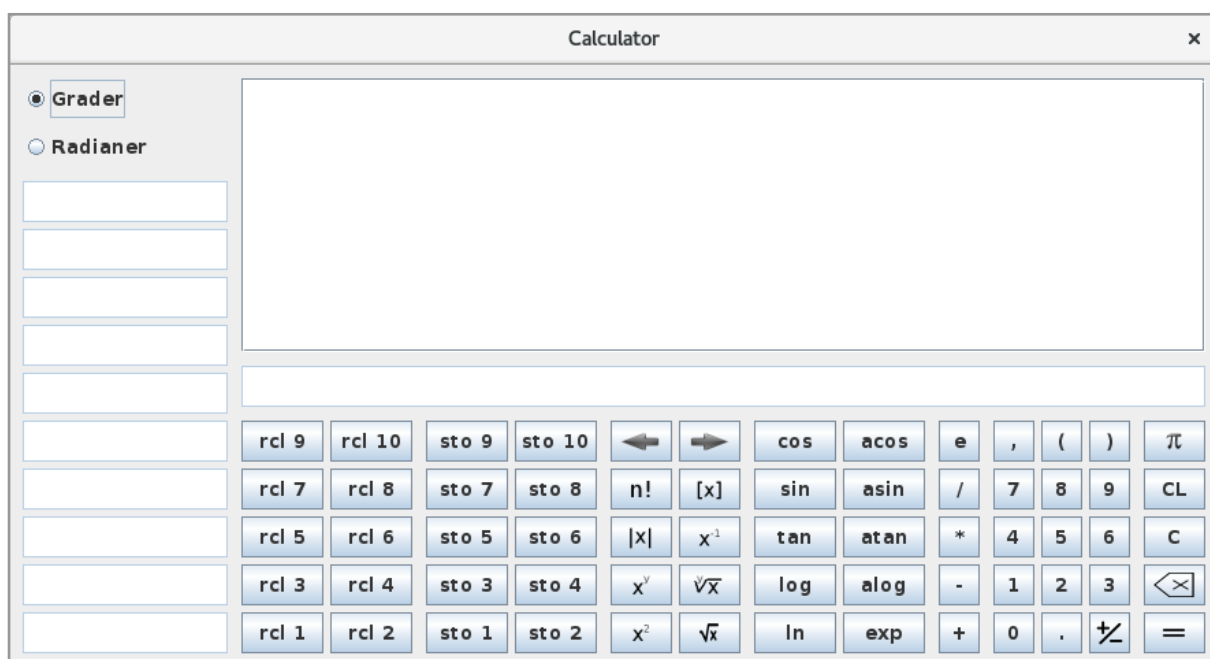 Calculator ×
Grader
Radianer
rcl 9 rcl 10 sto 9 sto 10 cos acos e , ( ) π
rcl 7 rcl 8 sto 7 sto 8 n! [x] sin asin / 7 8 9 CL
rcl 5 rcl 6 sto 5 sto 6 |x| x⁻¹ tan atan * 4 5 6 C
rcl 3 rcl 4 sto 3 sto 4 xʸ ʸ√x log alog - 1 2 3
rcl 1 rcl 2 sto 1 sto 2 x² √x ln exp + 0 . +/− =